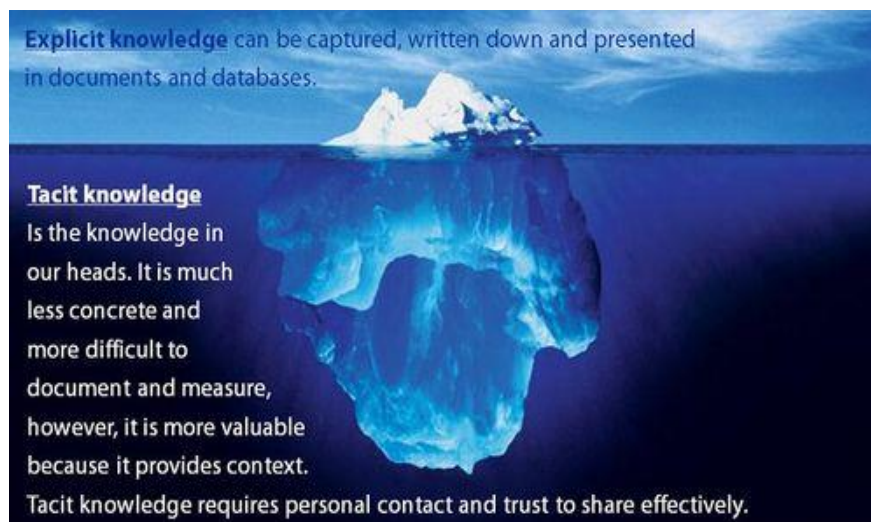 Explicit knowledge can be captured, written down and presented
in documents and databases.
Tacit knowledge
Is the knowledge in
our heads. It is much
less concrete and
more difficult to
document and measure,
however, it is more valuable
because it provides context.
Tacit knowledge requires personal contact and trust to share effectively.